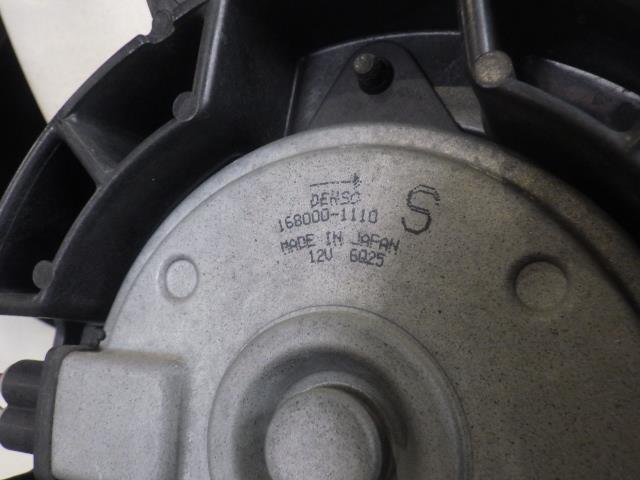 DENSO
168000-1110 S
MADE IN JAPAN
12V 6Q25